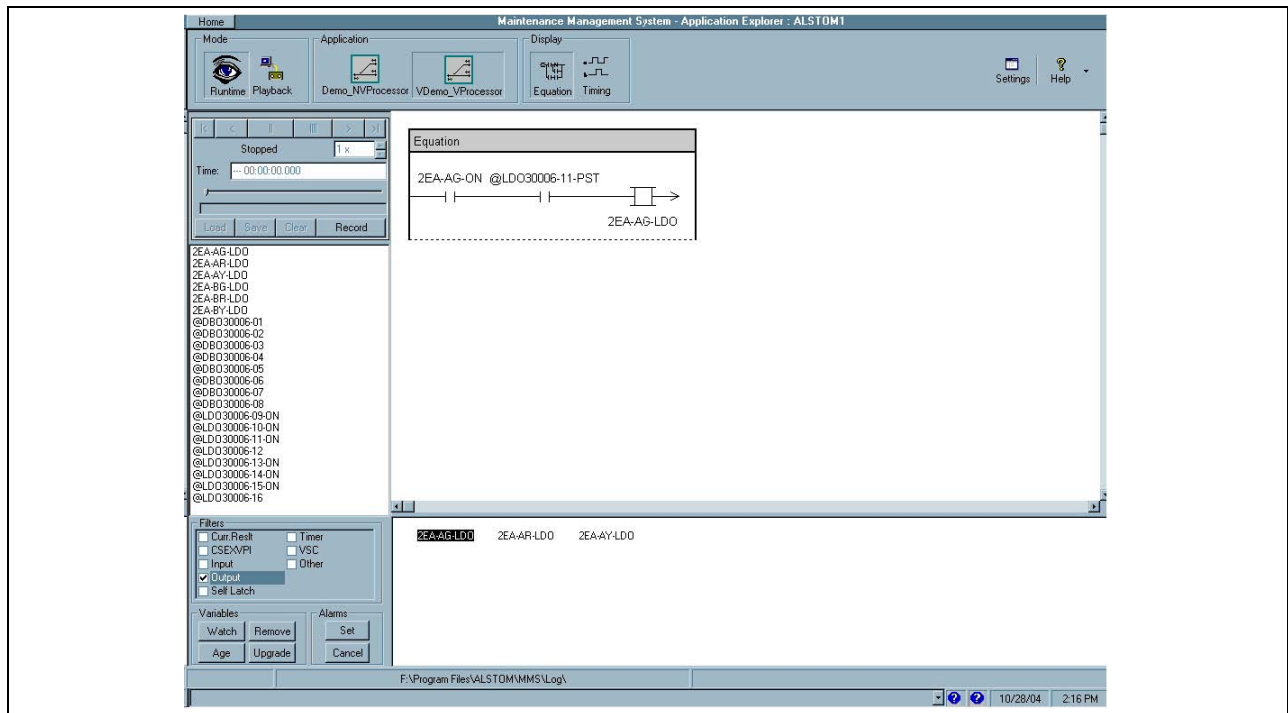 Home Maintenance Management System - Application Explorer : ALSTOM1
Mode Application Display
Runtime Playback Demo_NVProcessor VDemo_VProcessor Equation Timing Settings Help
|< < || ||| > >|
Stopped 1 x
Time: --- 00:00:00.000
Load Save Clear Record
Equation
2EA-AG-ON @LDO30006-11-PST
2EA-AG-LDO
2EA-AG-LDO
2EA-AR-LDO
2EA-AY-LDO
2EA-BG-LDO
2EA-BR-LDO
2EA-BY-LDO
@DBO30006-01
@DBO30006-02
@DBO30006-03
@DBO30006-04
@DBO30006-05
@DBO30006-06
@DBO30006-07
@DBO30006-08
@LDO30006-09-ON
@LDO30006-10-ON
@LDO30006-11-ON
@LDO30006-12
@LDO30006-13-ON
@LDO30006-14-ON
@LDO30006-15-ON
@LDO30006-16
Filters
Curr.Reslt Timer
CSEXVPI VSC
Input Other
Output
Self Latch
2EA-AG-LDO 2EA-AR-LDO 2EA-AY-LDO
Variables Alarms
Watch Remove Set
Age Upgrade Cancel
F:\Program Files\ALSTOM\MMS\Log\
10/28/04 2:16 PM